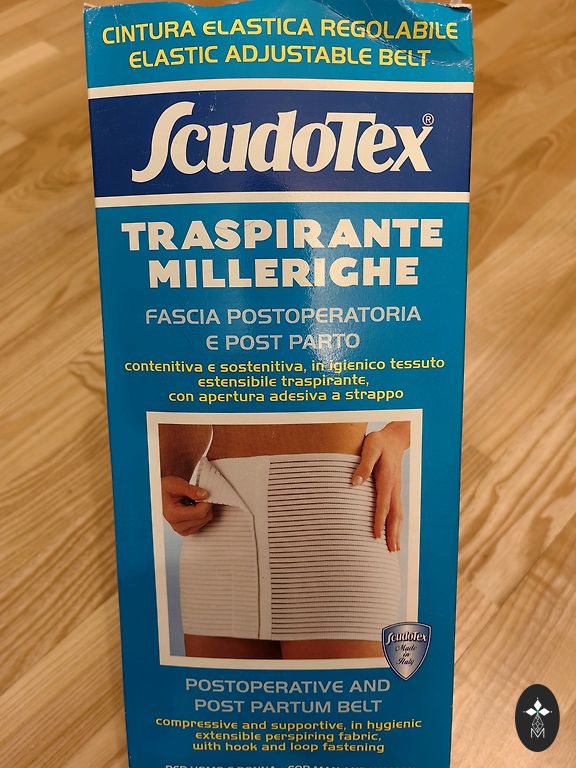 CINTURA ELASTICA REGOLABILE
ELASTIC ADJUSTABLE BELT
SCUDOTEX®
TRASPIRANTE
MILLERIGHE
FASCIA POSTOPERATORIA
E POST PARTO
contenitiva e sostenitiva, in igienico tessuto
estensibile traspirante,
con apertura adesiva a strappo
SCUDOTEX
Made
in
Italy
POSTOPERATIVE AND
POST PARTUM BELT
compressive and supportive, in hygienic
extensible perspiring fabric,
with hook and loop fastening
M